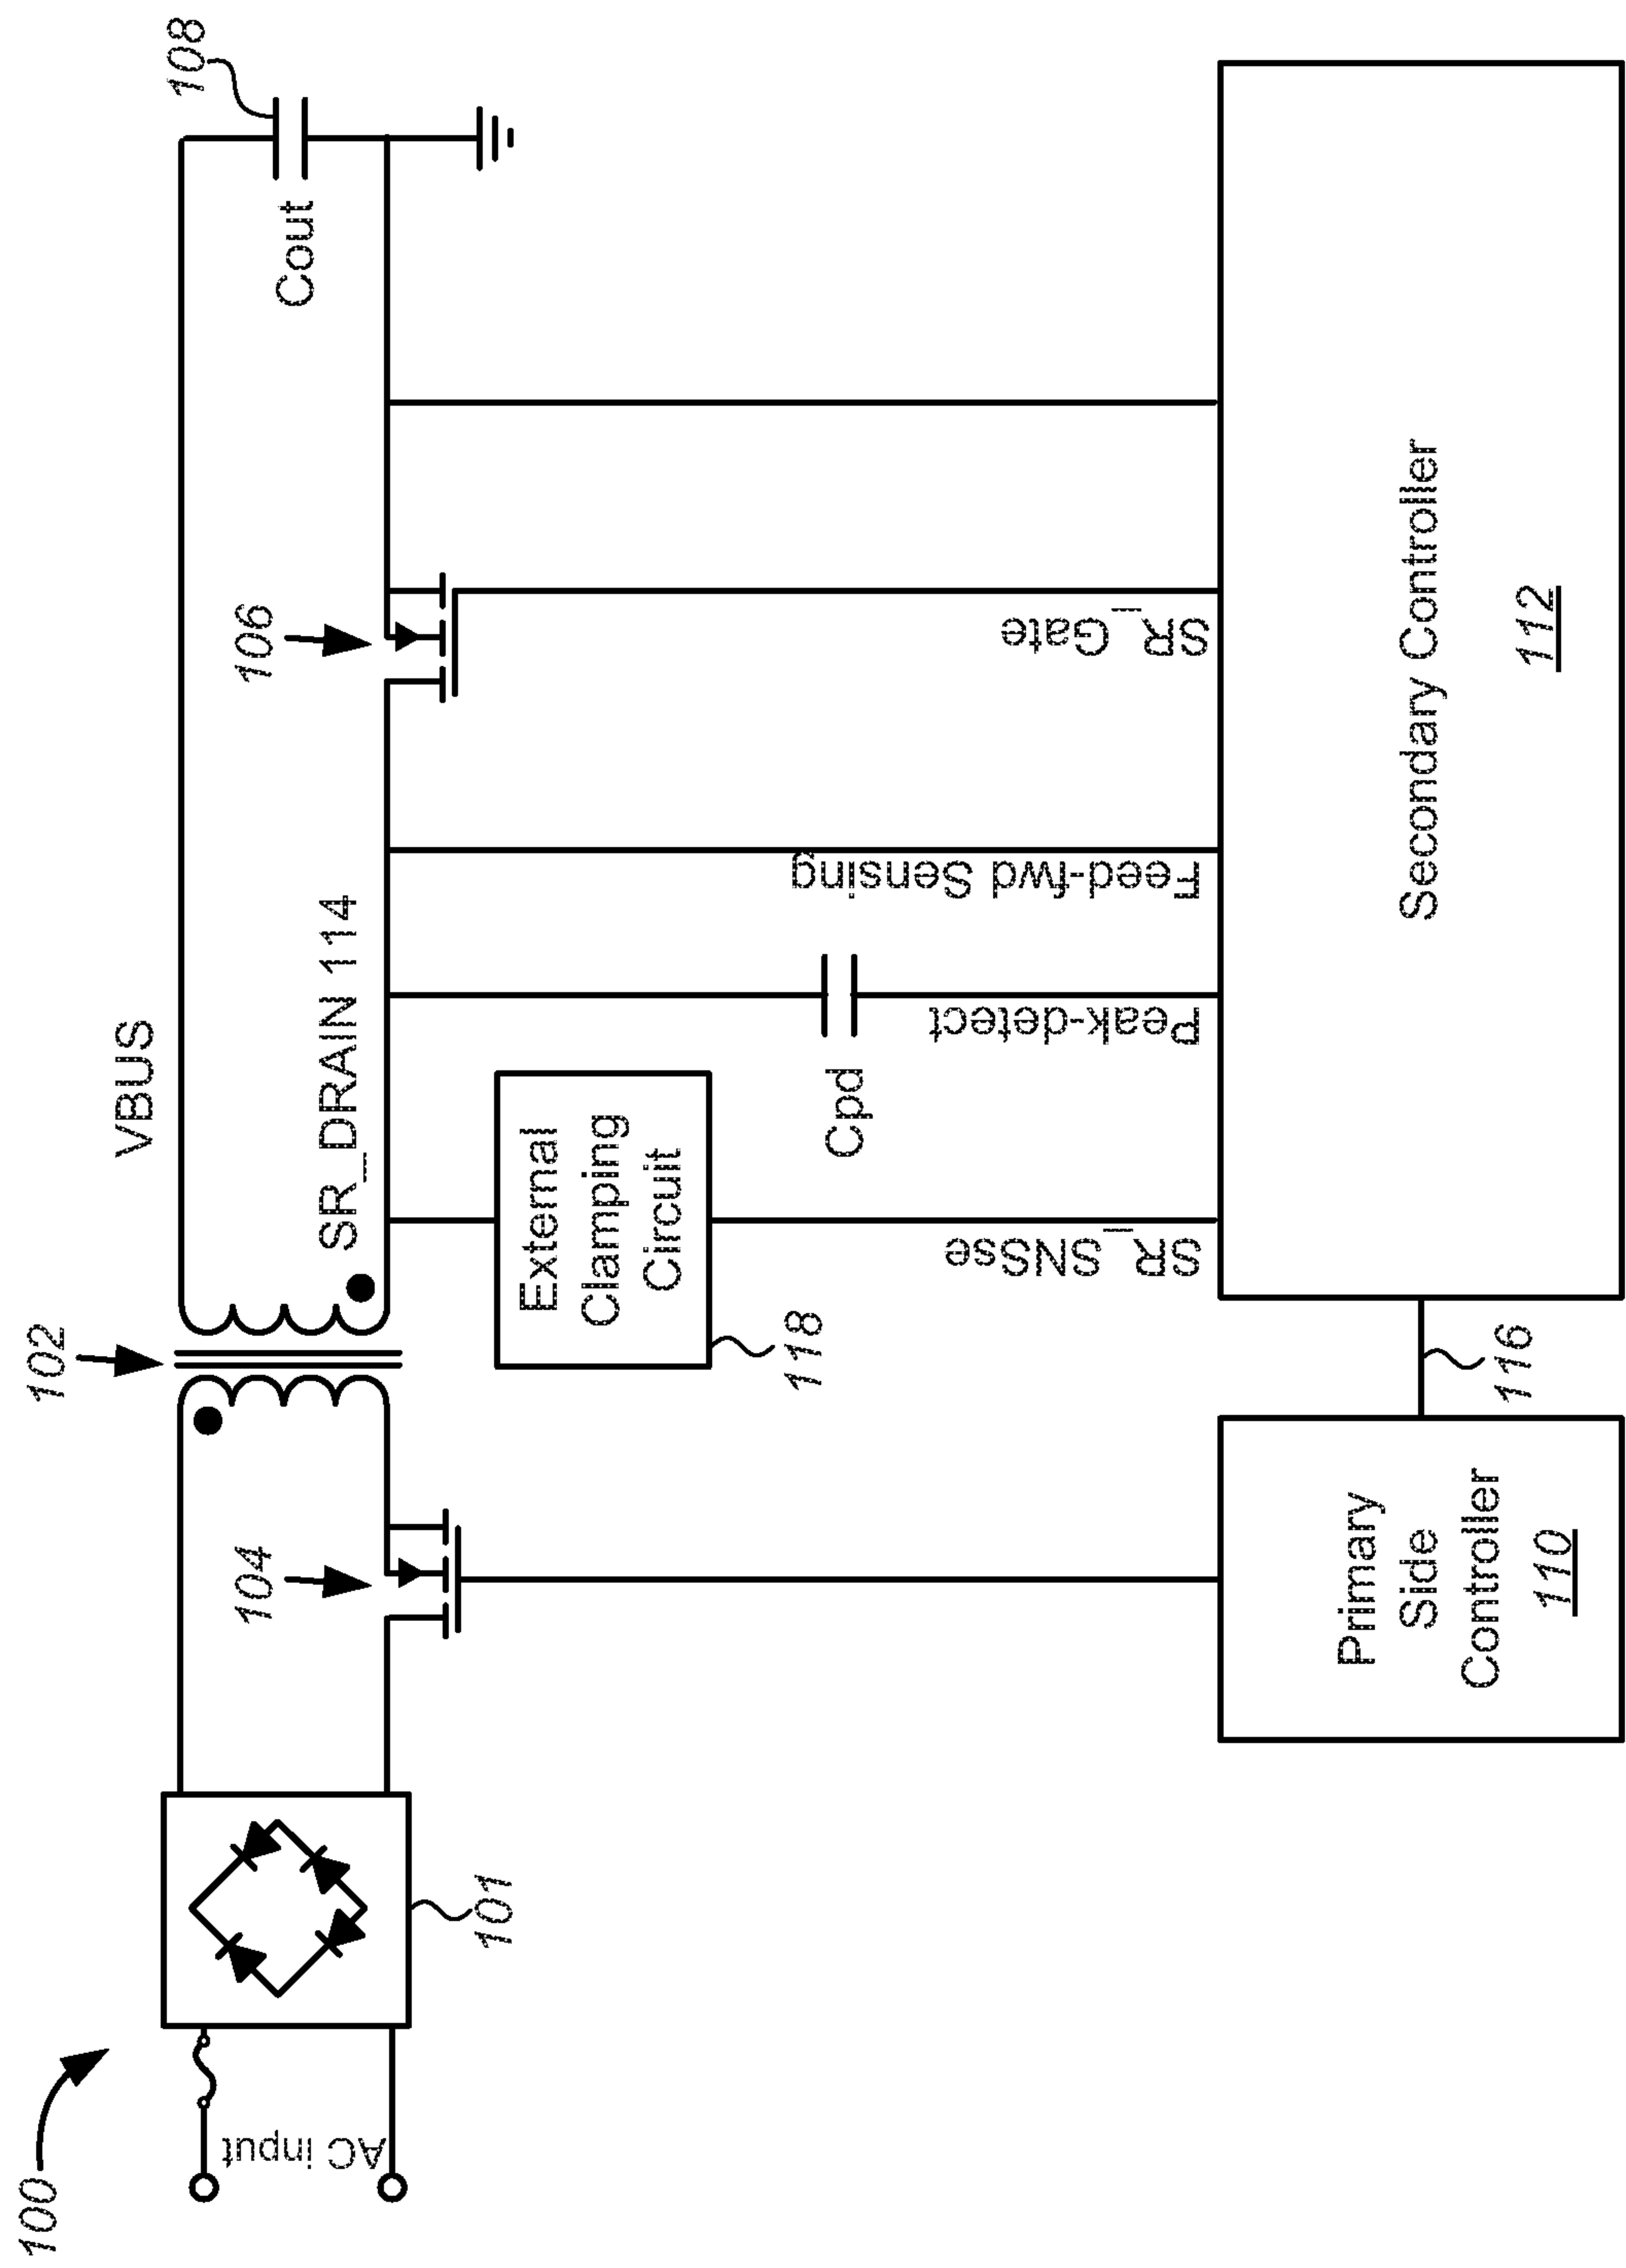 100
AC input
101
104
102
VBUS
SR_DRAIN 114
106
Cout
108
External
Clamping
Circuit
118
Cpd
SR_SNSse
Peak-detect
Feed-fwd Sensing
SR_Gate
Primary
Side
Controller
110
116
Secondary Controller
112